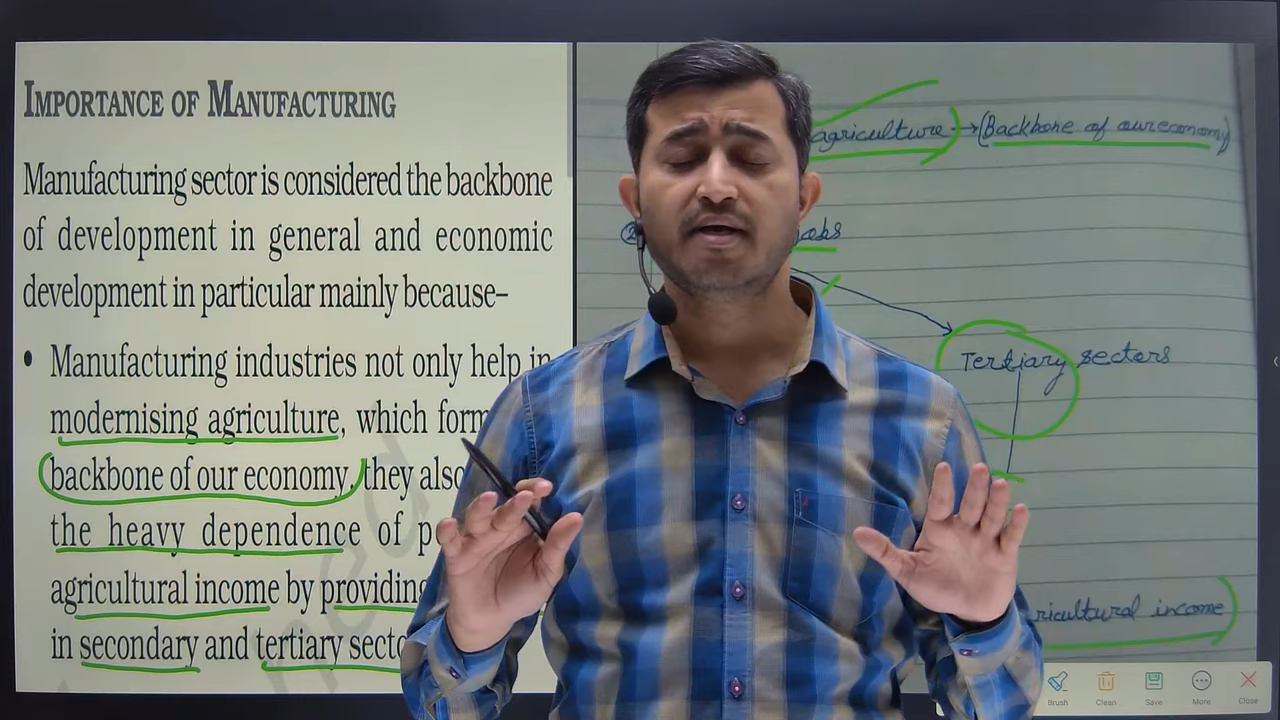 IMPORTANCE OF MANUFACTURING
Manufacturing sector is considered the backbone
of development in general and economic
development in particular mainly because–
• Manufacturing industries not only help in
modernising agriculture, which
backbone of our economy, they also
the heavy dependence of
agricultural income by providing
in secondary and tertiary
agriculture → (Backbone of our economy)
jobs
Tertiary sectors
income
Brush Clean Save More Close